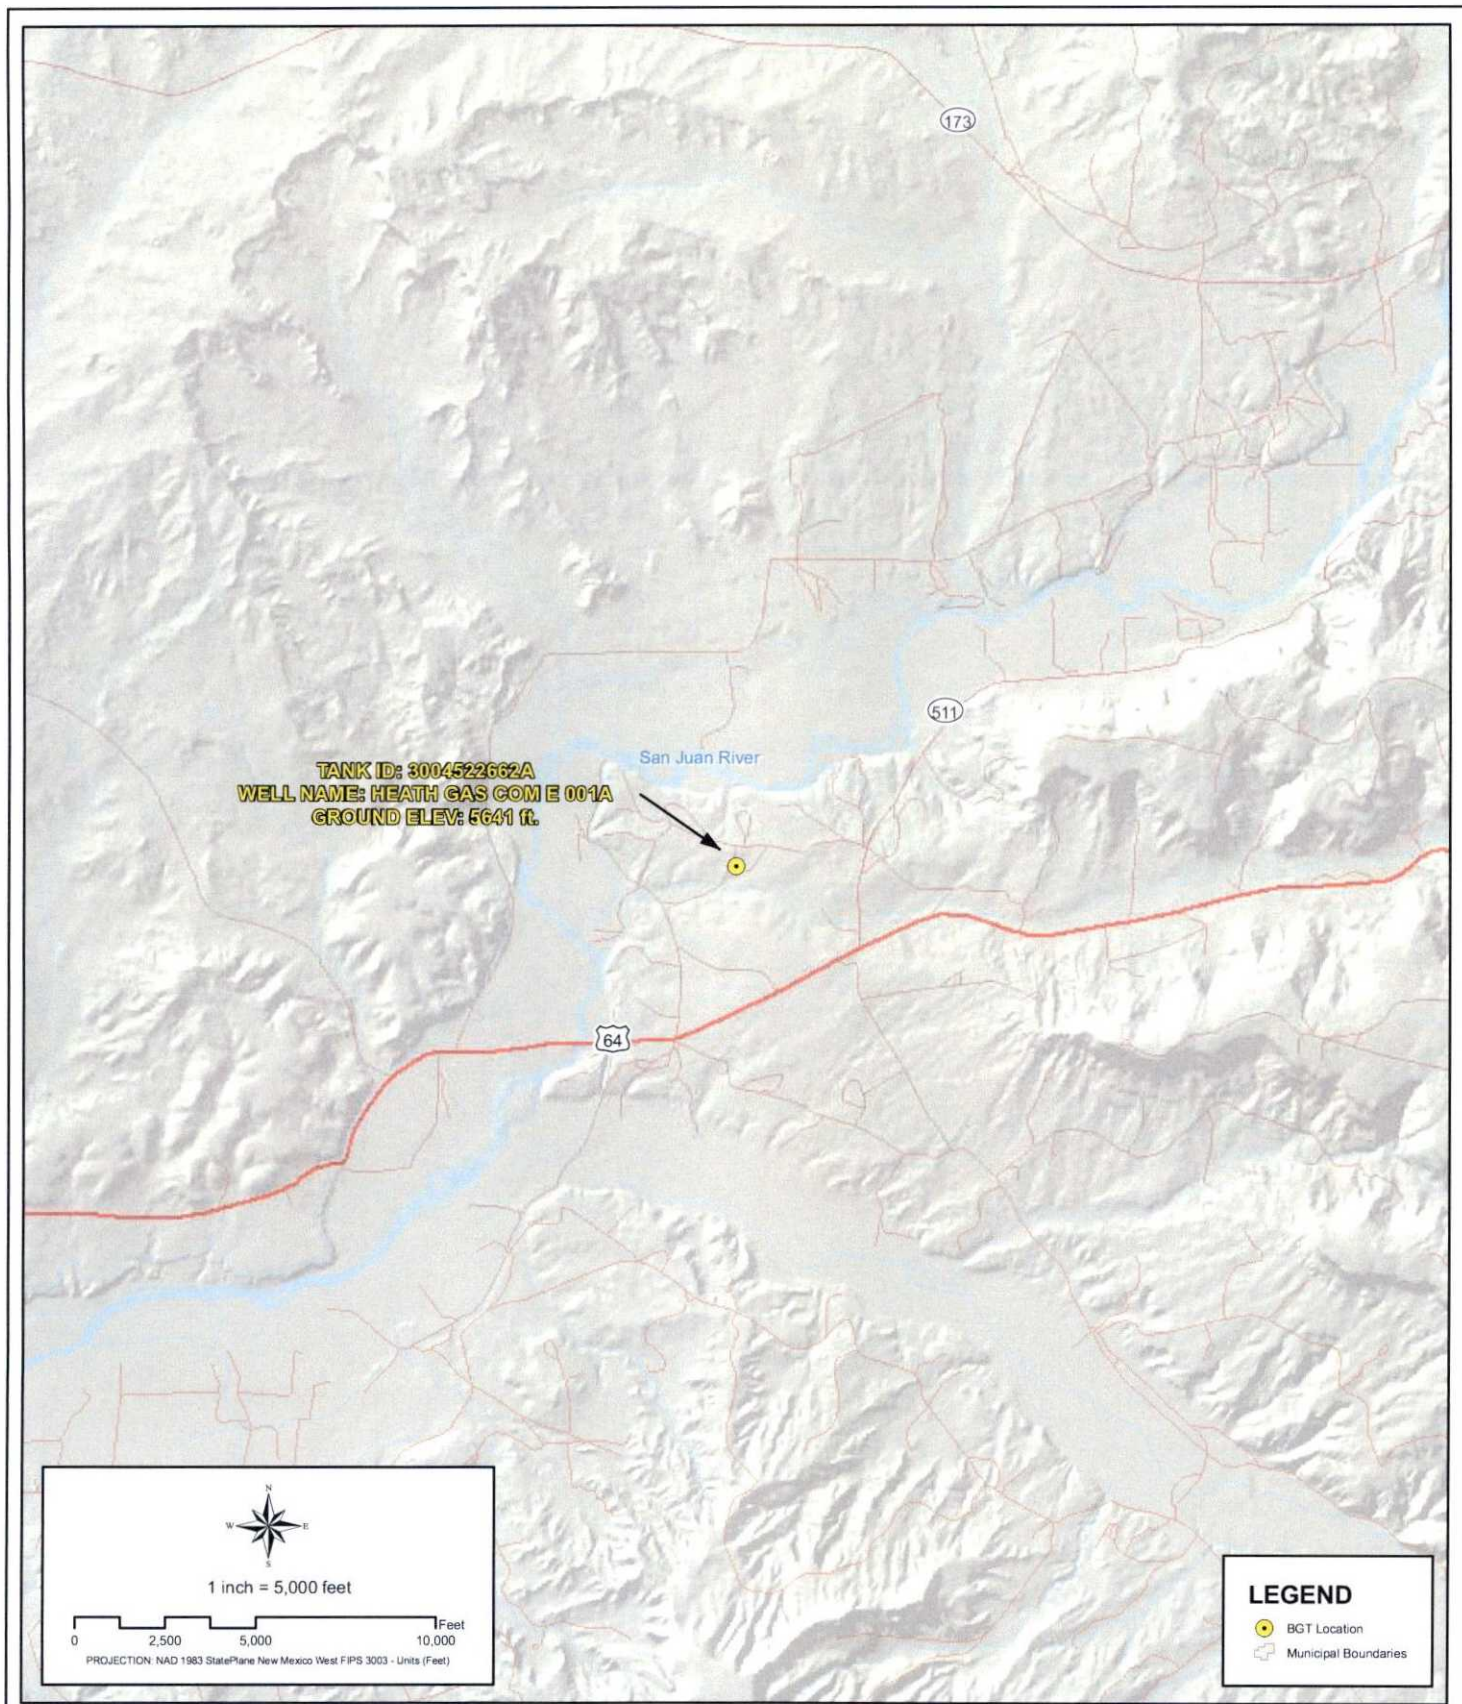 173
511
San Juan River
TANK ID: 3004522662A
WELL NAME: HEATH GAS COM E 001A
GROUND ELEV: 5641 ft.
64
N
W E
S
1 inch = 5,000 feet
Feet
0 2,500 5,000 10,000
PROJECTION: NAD 1983 StatePlane New Mexico West FIPS 3003 - Units (Feet)
LEGEND
BGT Location
Municipal Boundaries